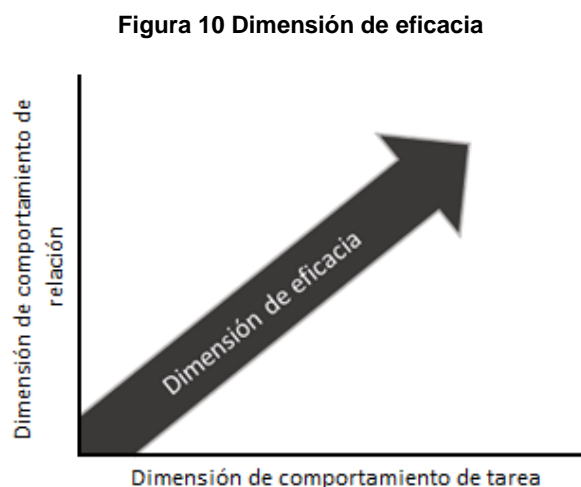 Figura 10 Dimensión de eficacia
Dimensión de comportamiento de
relación
Dimensión de eficacia
Dimensión de comportamiento de tarea